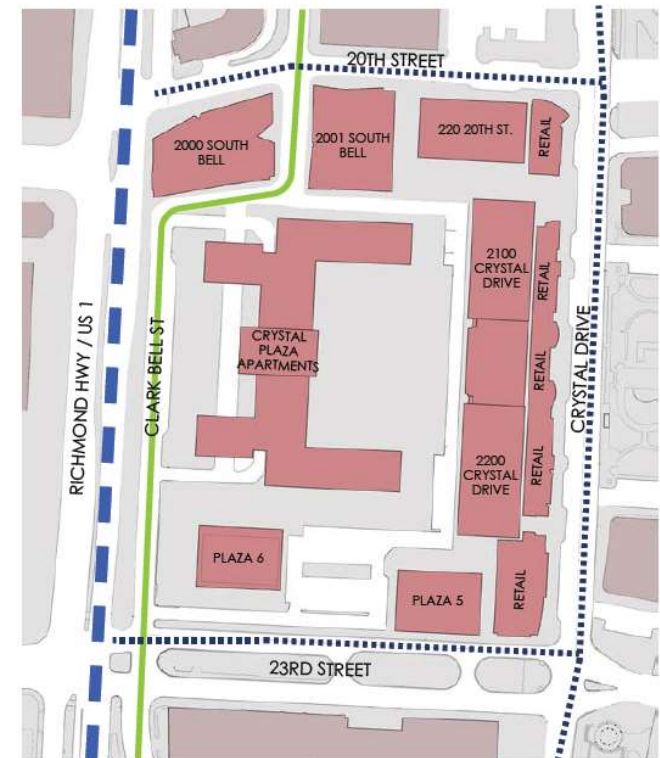 20TH STREET
2000 SOUTH
BELL
2001 SOUTH
BELL
220 20TH ST.
RETAIL
2100
CRYSTAL
DRIVE
RETAIL
CRYSTAL
PLAZA
APARTMENTS
RETAIL
CRYSTAL DRIVE
CLARK BELL ST
RICHMOND HWY / US 1
2200
CRYSTAL
DRIVE
RETAIL
PLAZA 6
PLAZA 5
RETAIL
23RD STREET